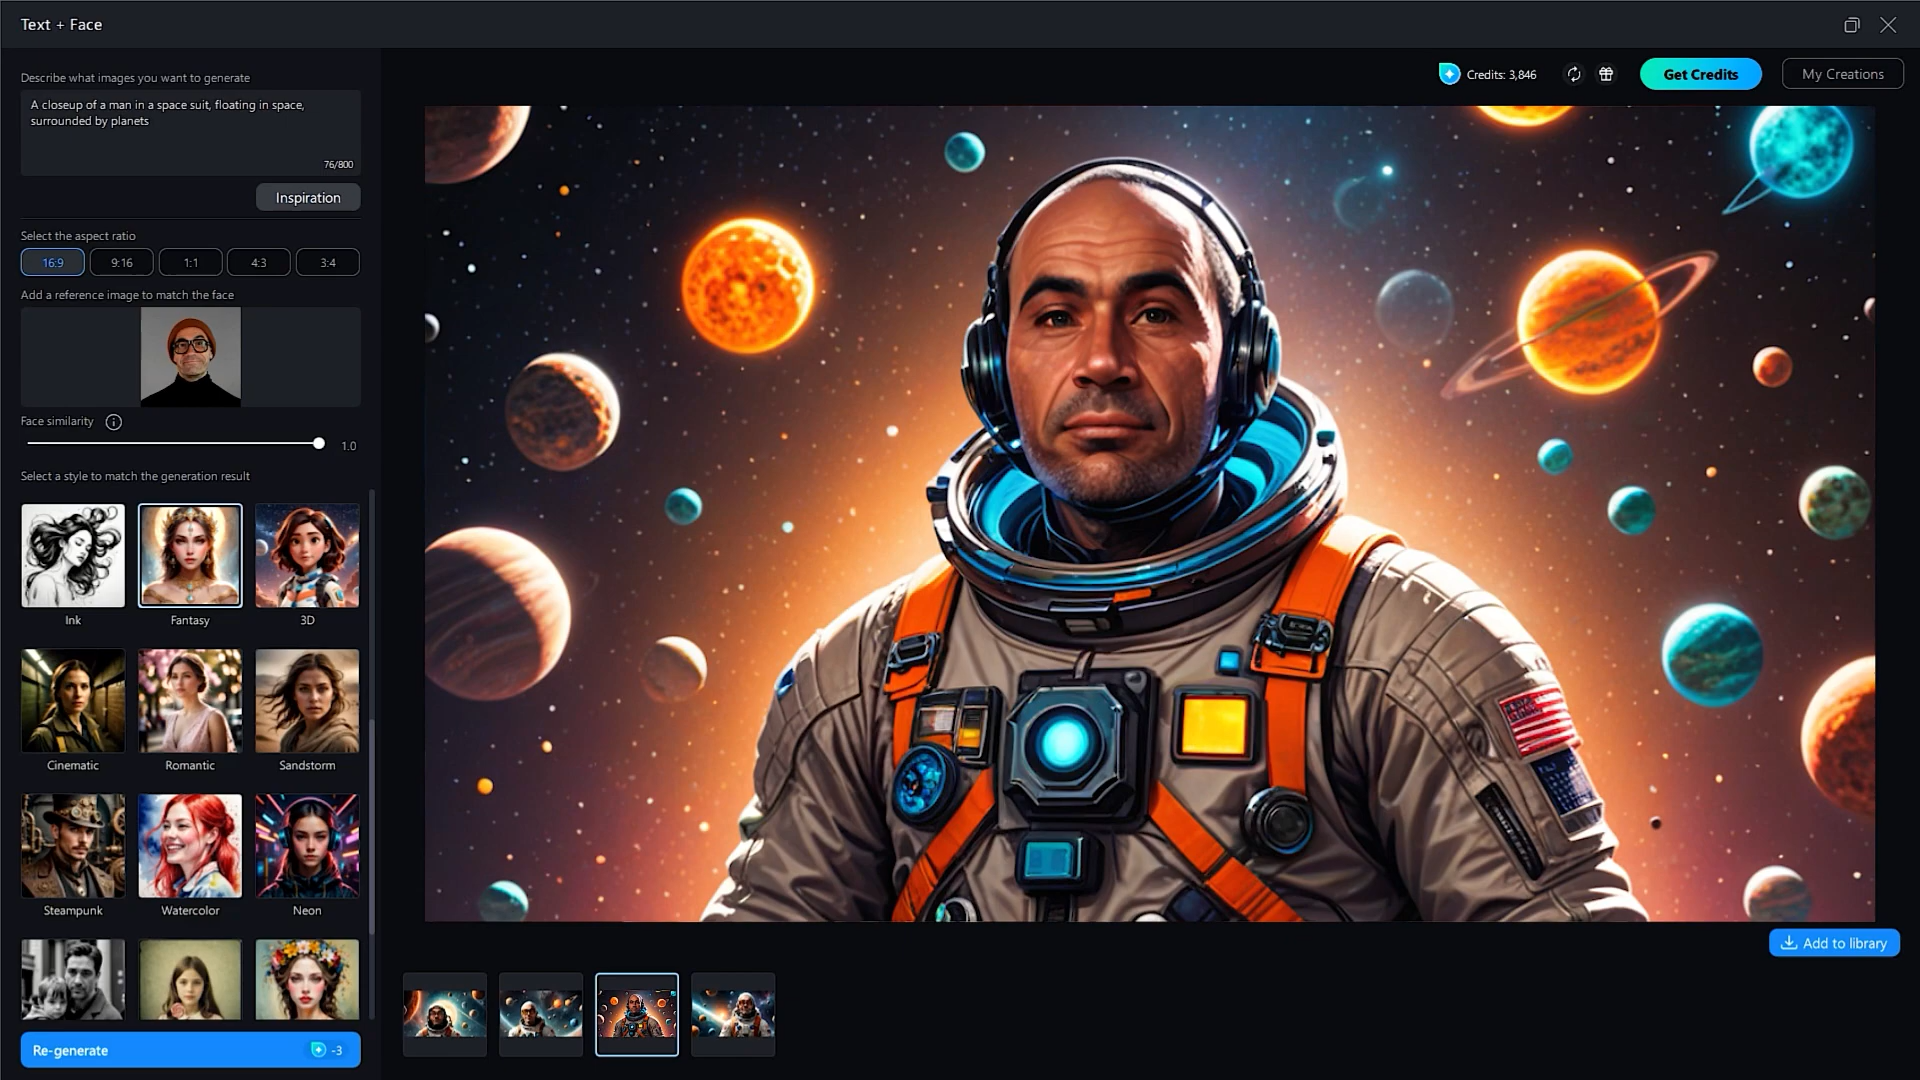 Text + Face
Describe what images you want to generate
A closeup of a man in a space suit, floating in space,
surrounded by planets
76/800
Inspiration
Select the aspect ratio
16:9 9:16 1:1 4:3 3:4
Add a reference image to match the face
Face similarity
1.0
Select a style to match the generation result
Ink Fantasy 3D
Cinematic Romantic Sandstorm
Steampunk Watercolor Neon
Re-generate -3
Credits: 3,846
Get Credits
My Creations
Add to library